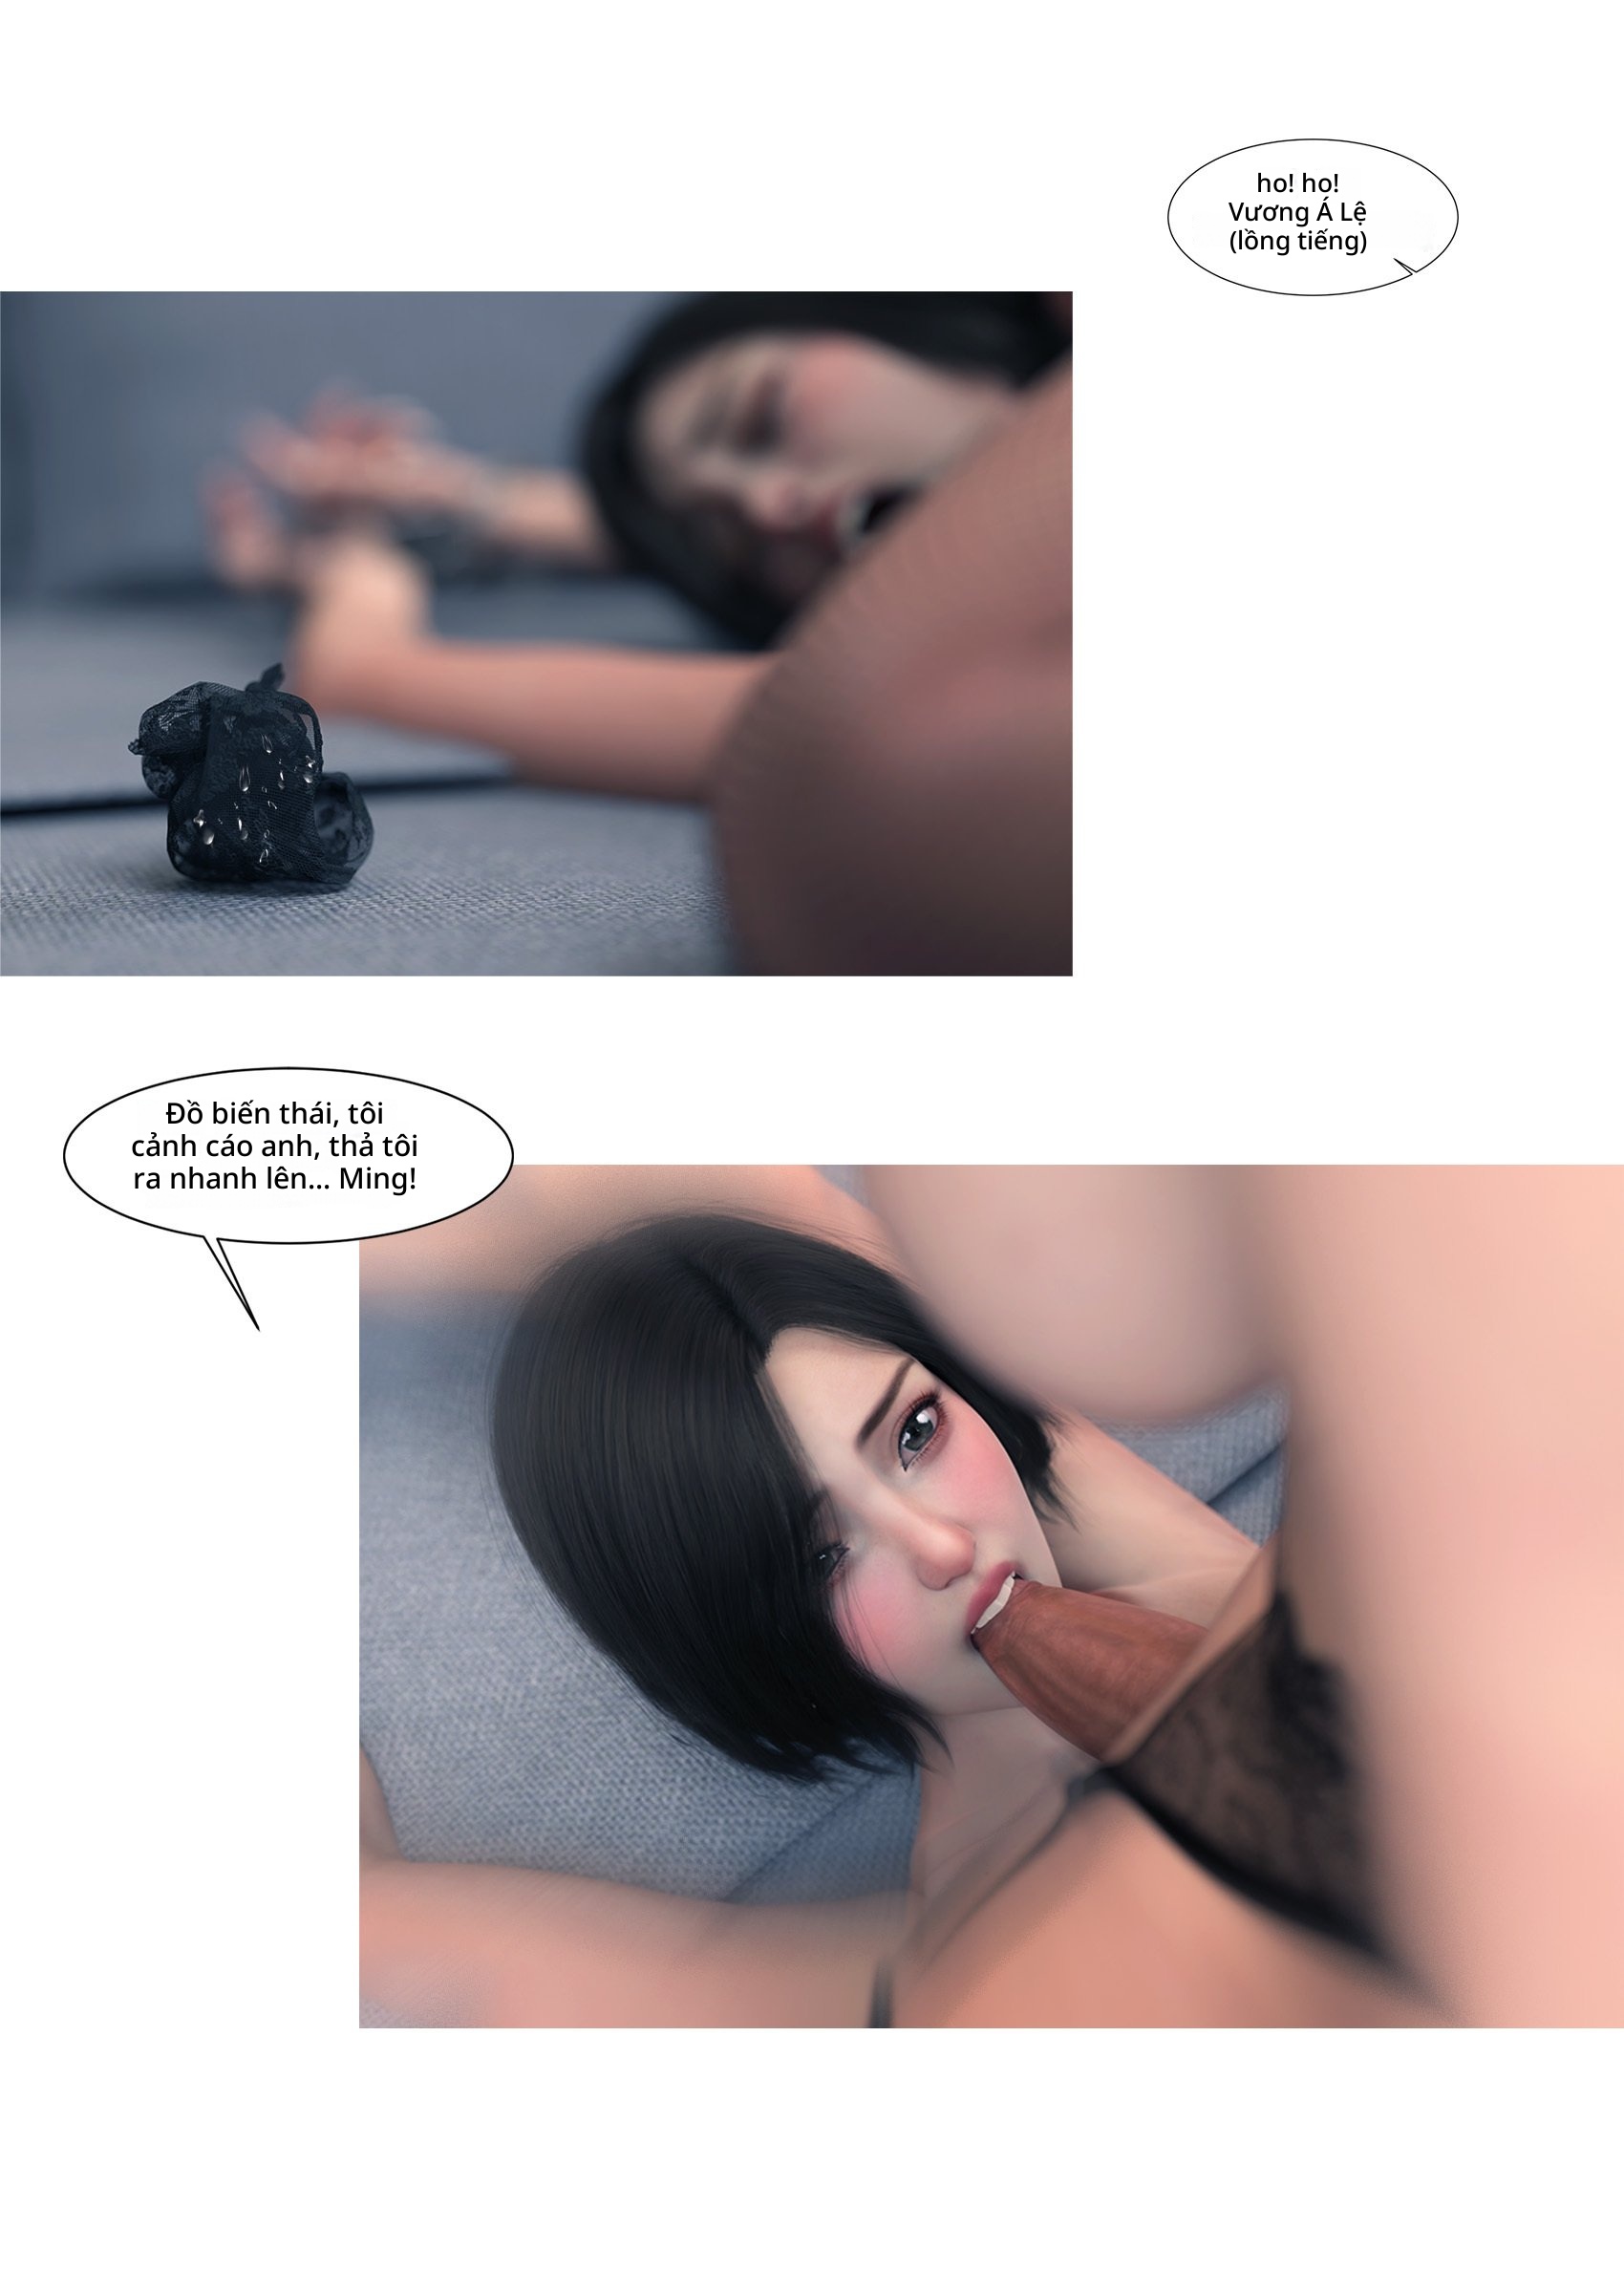 ho! ho!
Vương Á Lệ
(lồng tiếng)
Đồ biến thái, tôi
cảnh cáo anh, thả tôi
ra nhanh lên... Ming!